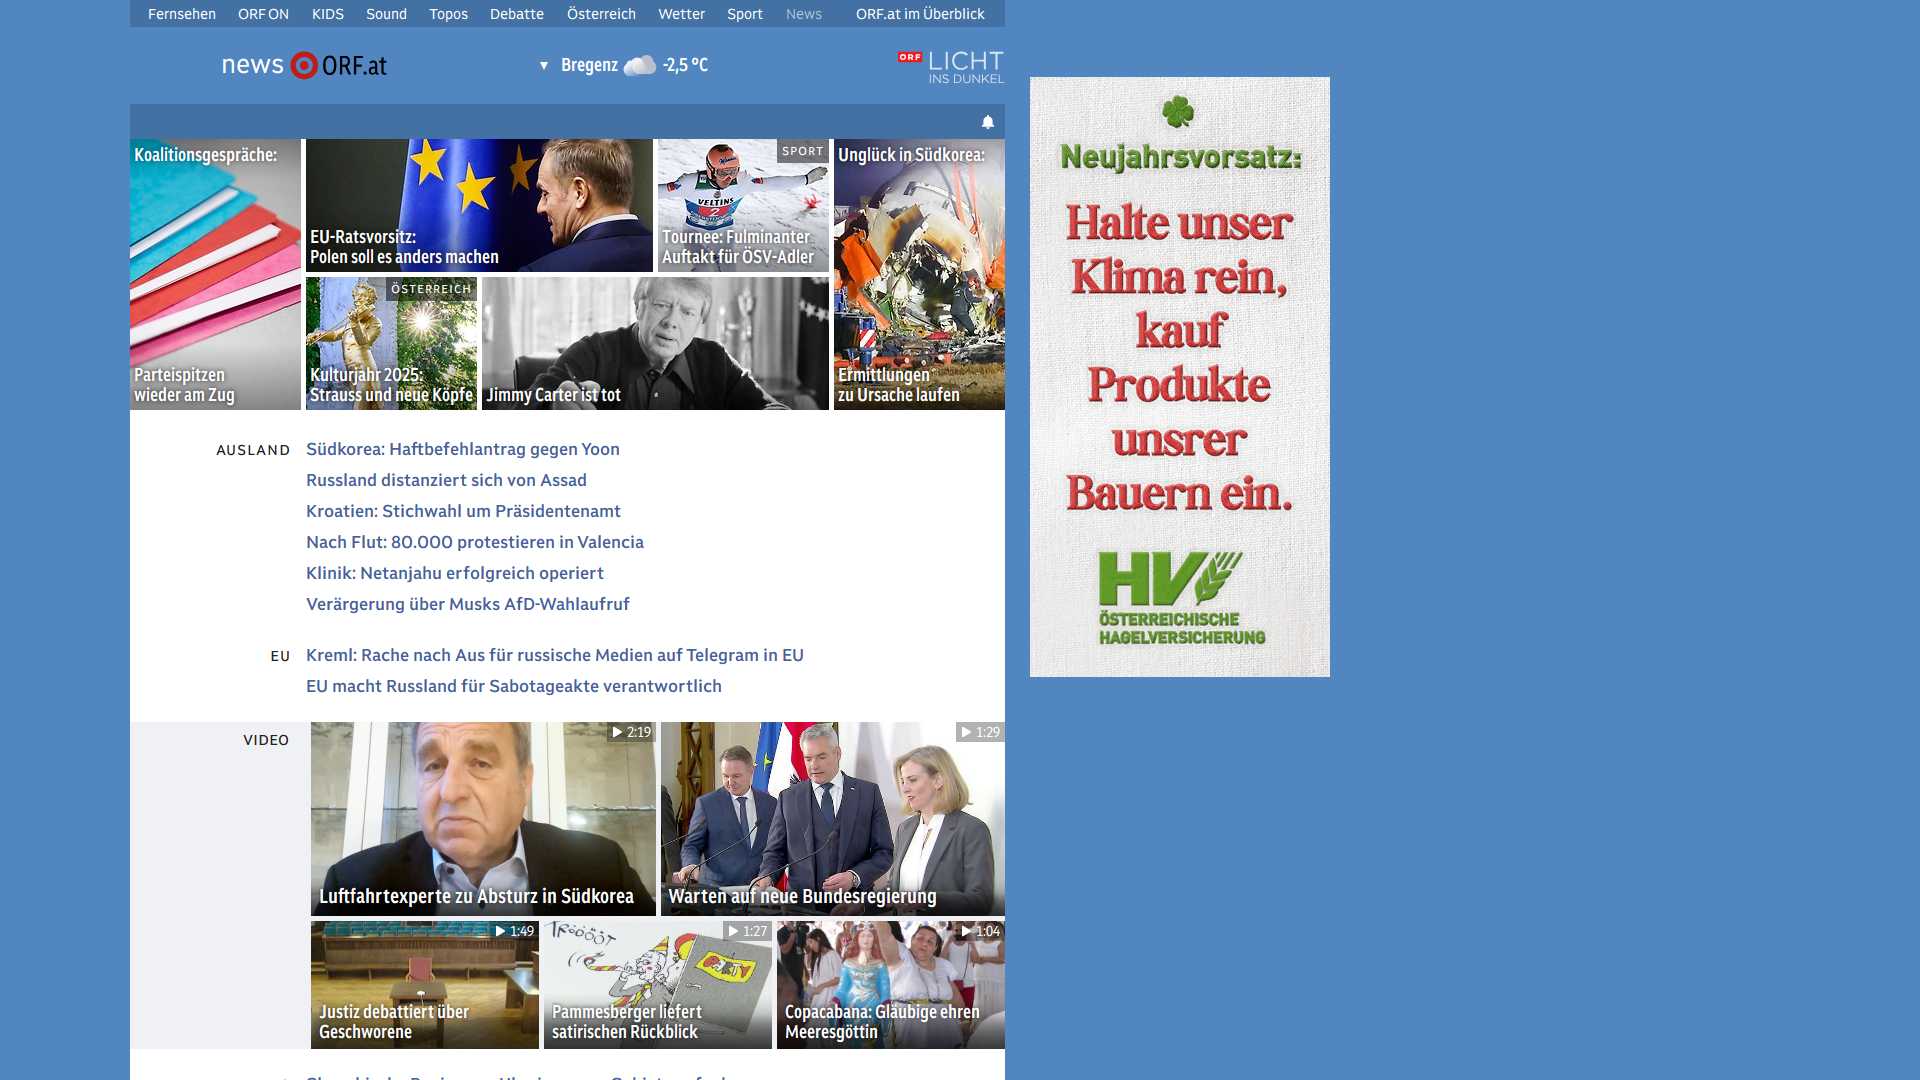 Fernsehen ORF ON KIDS Sound Topos Debatte Österreich Wetter Sport News ORF.at im Überblick
news ORF.at
Bregenz -2,5 °C
ORF LICHT
INS DUNKEL
Koalitionsgespräche:
Parteispitzen
wieder am Zug
EU-Ratsvorsitz:
Polen soll es anders machen
SPORT
VELTINS
2
Tournee: Fulminanter
Auftakt für ÖSV-Adler
Unglück in Südkorea:
Ermittlungen
zu Ursache laufen
ÖSTERREICH
Kulturjahr 2025:
Strauss und neue Köpfe
Jimmy Carter ist tot
AUSLAND
Südkorea: Haftbefehlantrag gegen Yoon
Russland distanziert sich von Assad
Kroatien: Stichwahl um Präsidentenamt
Nach Flut: 80.000 protestieren in Valencia
Klinik: Netanjahu erfolgreich operiert
Verärgerung über Musks AfD-Wahlaufruf
EU
Kreml: Rache nach Aus für russische Medien auf Telegram in EU
EU macht Russland für Sabotageakte verantwortlich
VIDEO
2:19
Luftfahrtexperte zu Absturz in Südkorea
1:29
Warten auf neue Bundesregierung
1:49
Justiz debattiert über
Geschworene
TRÖÖÖÖT
1:27
Pammesberger liefert
satirischen Rückblick
1:04
Copacabana: Gläubige ehren
Meeresgöttin
Neujahrsvorsatz:
Halte unser
Klima rein,
kauf
Produkte
unsrer
Bauern ein.
HV
ÖSTERREICHISCHE
HAGELVERSICHERUNG